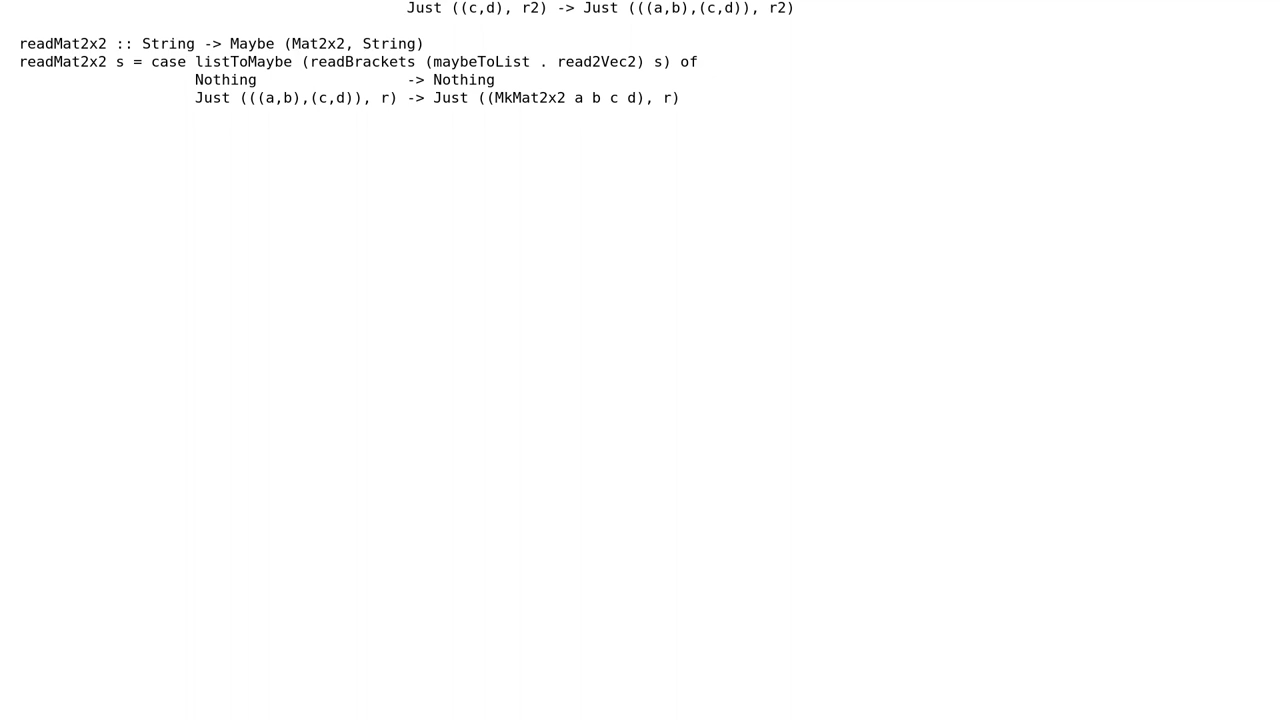 Just ((c,d), r2) -> Just (((a,b),(c,d)), r2)
readMat2x2 :: String -> Maybe (Mat2x2, String)
readMat2x2 s = case listToMaybe (readBrackets (maybeToList . read2Vec2) s) of
Nothing -> Nothing
Just (((a,b),(c,d)), r) -> Just ((MkMat2x2 a b c d), r)